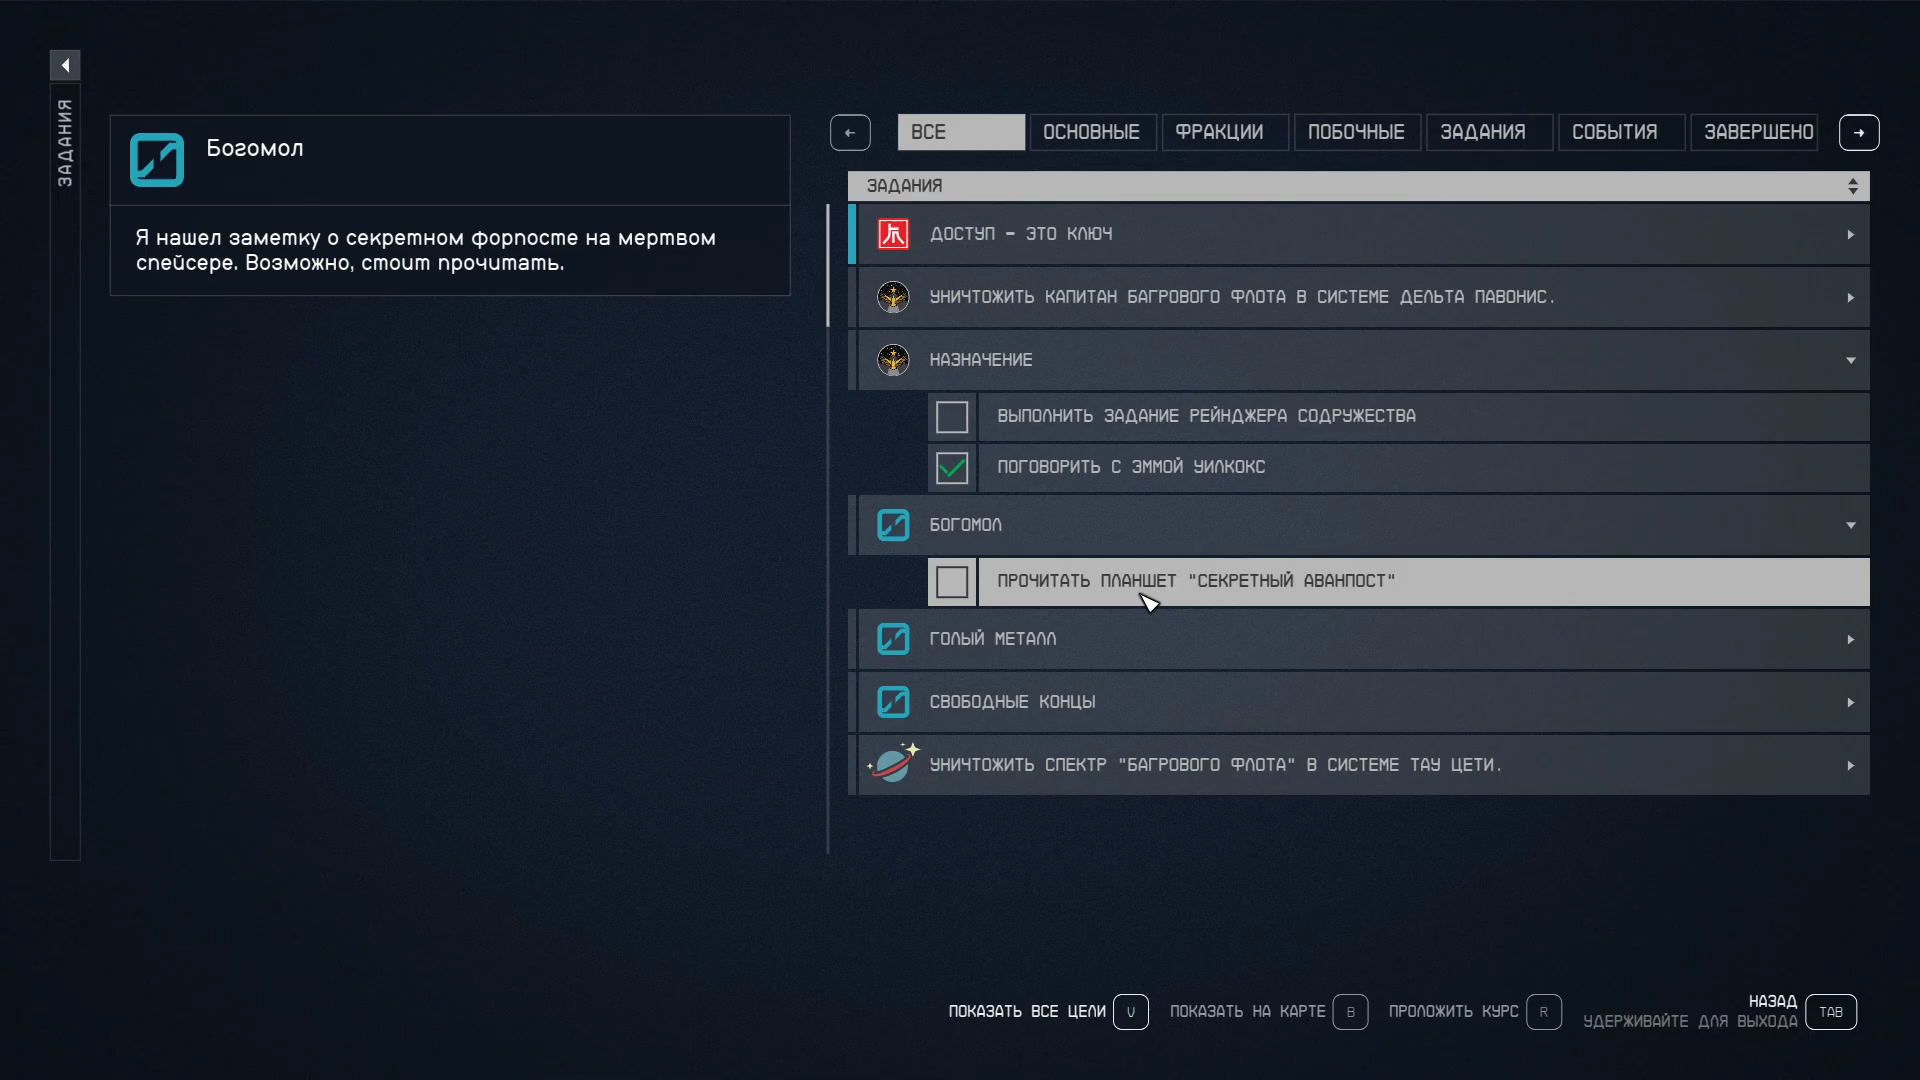 ЗАДАНИЯ
Богомол
Я нашел заметку о секретном форпосте на мертвом
спейсере. Возможно, стоит прочитать.
ВСЕ
ОСНОВНЫЕ
ФРАКЦИИ
ПОБОЧНЫЕ
ЗАДАНИЯ
СОБЫТИЯ
ЗАВЕРШЕНО
ЗАДАНИЯ
ДОСТУП - ЭТО КЛЮЧ
УНИЧТОЖИТЬ КАПИТАН БАГРОВОГО ФЛОТА В СИСТЕМЕ ДЕЛЬТА ПАВОНИС.
НАЗНАЧЕНИЕ
ВЫПОЛНИТЬ ЗАДАНИЕ РЕЙНДЖЕРА СОДРУЖЕСТВА
ПОГОВОРИТЬ С ЭММОЙ УИЛКОКС
БОГОМОЛ
ПРОЧИТАТЬ ПЛАНШЕТ "СЕКРЕТНЫЙ АВАНПОСТ"
ГОЛЫЙ МЕТАЛЛ
СВОБОДНЫЕ КОНЦЫ
УНИЧТОЖИТЬ СПЕКТР "БАГРОВОГО ФЛОТА" В СИСТЕМЕ ТАУ ЦЕТИ.
ПОКАЗАТЬ ВСЕ ЦЕЛИ V
ПОКАЗАТЬ НА КАРТЕ B
ПРОЛОЖИТЬ КУРС R
НАЗАД
УДЕРЖИВАЙТЕ ДЛЯ ВЫХОДА TAB